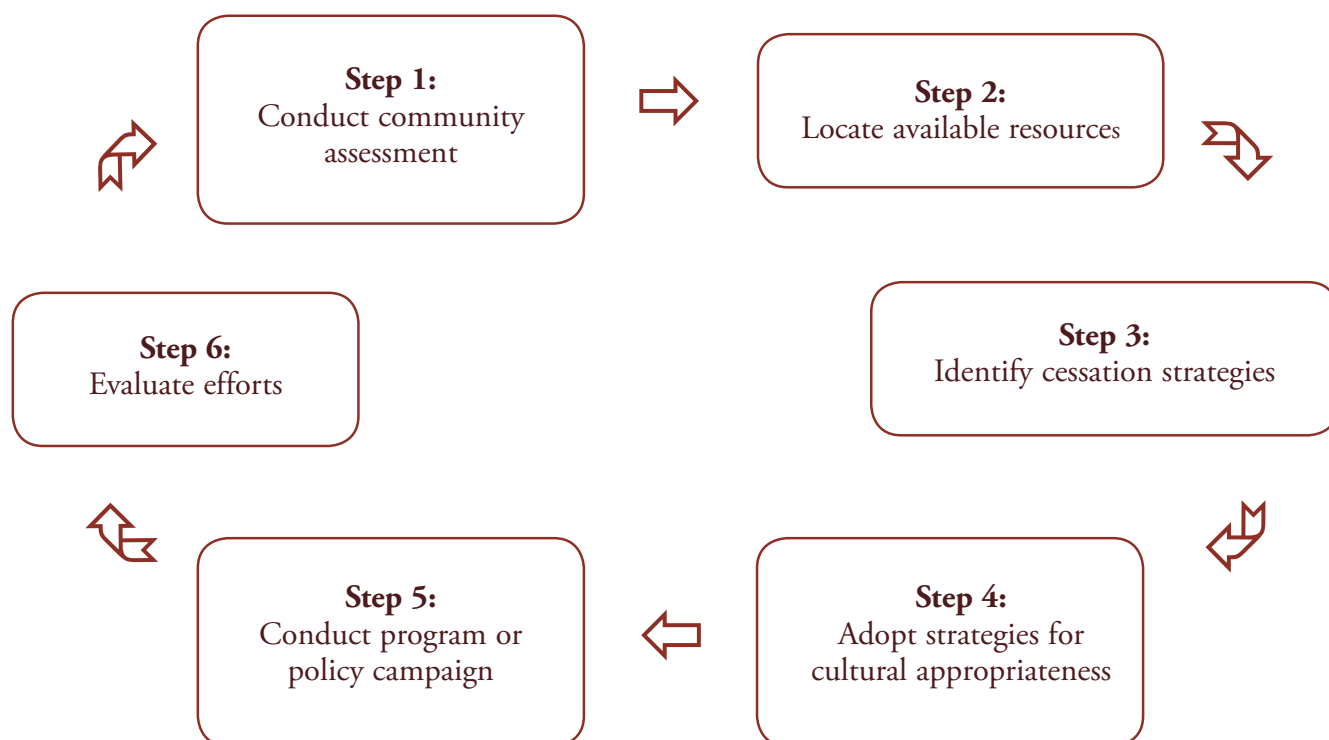 Step 1:
Conduct community
assessment
Step 2:
Locate available resources
Step 3:
Identify cessation strategies
Step 4:
Adopt strategies for
cultural appropriateness
Step 5:
Conduct program or
policy campaign
Step 6:
Evaluate efforts